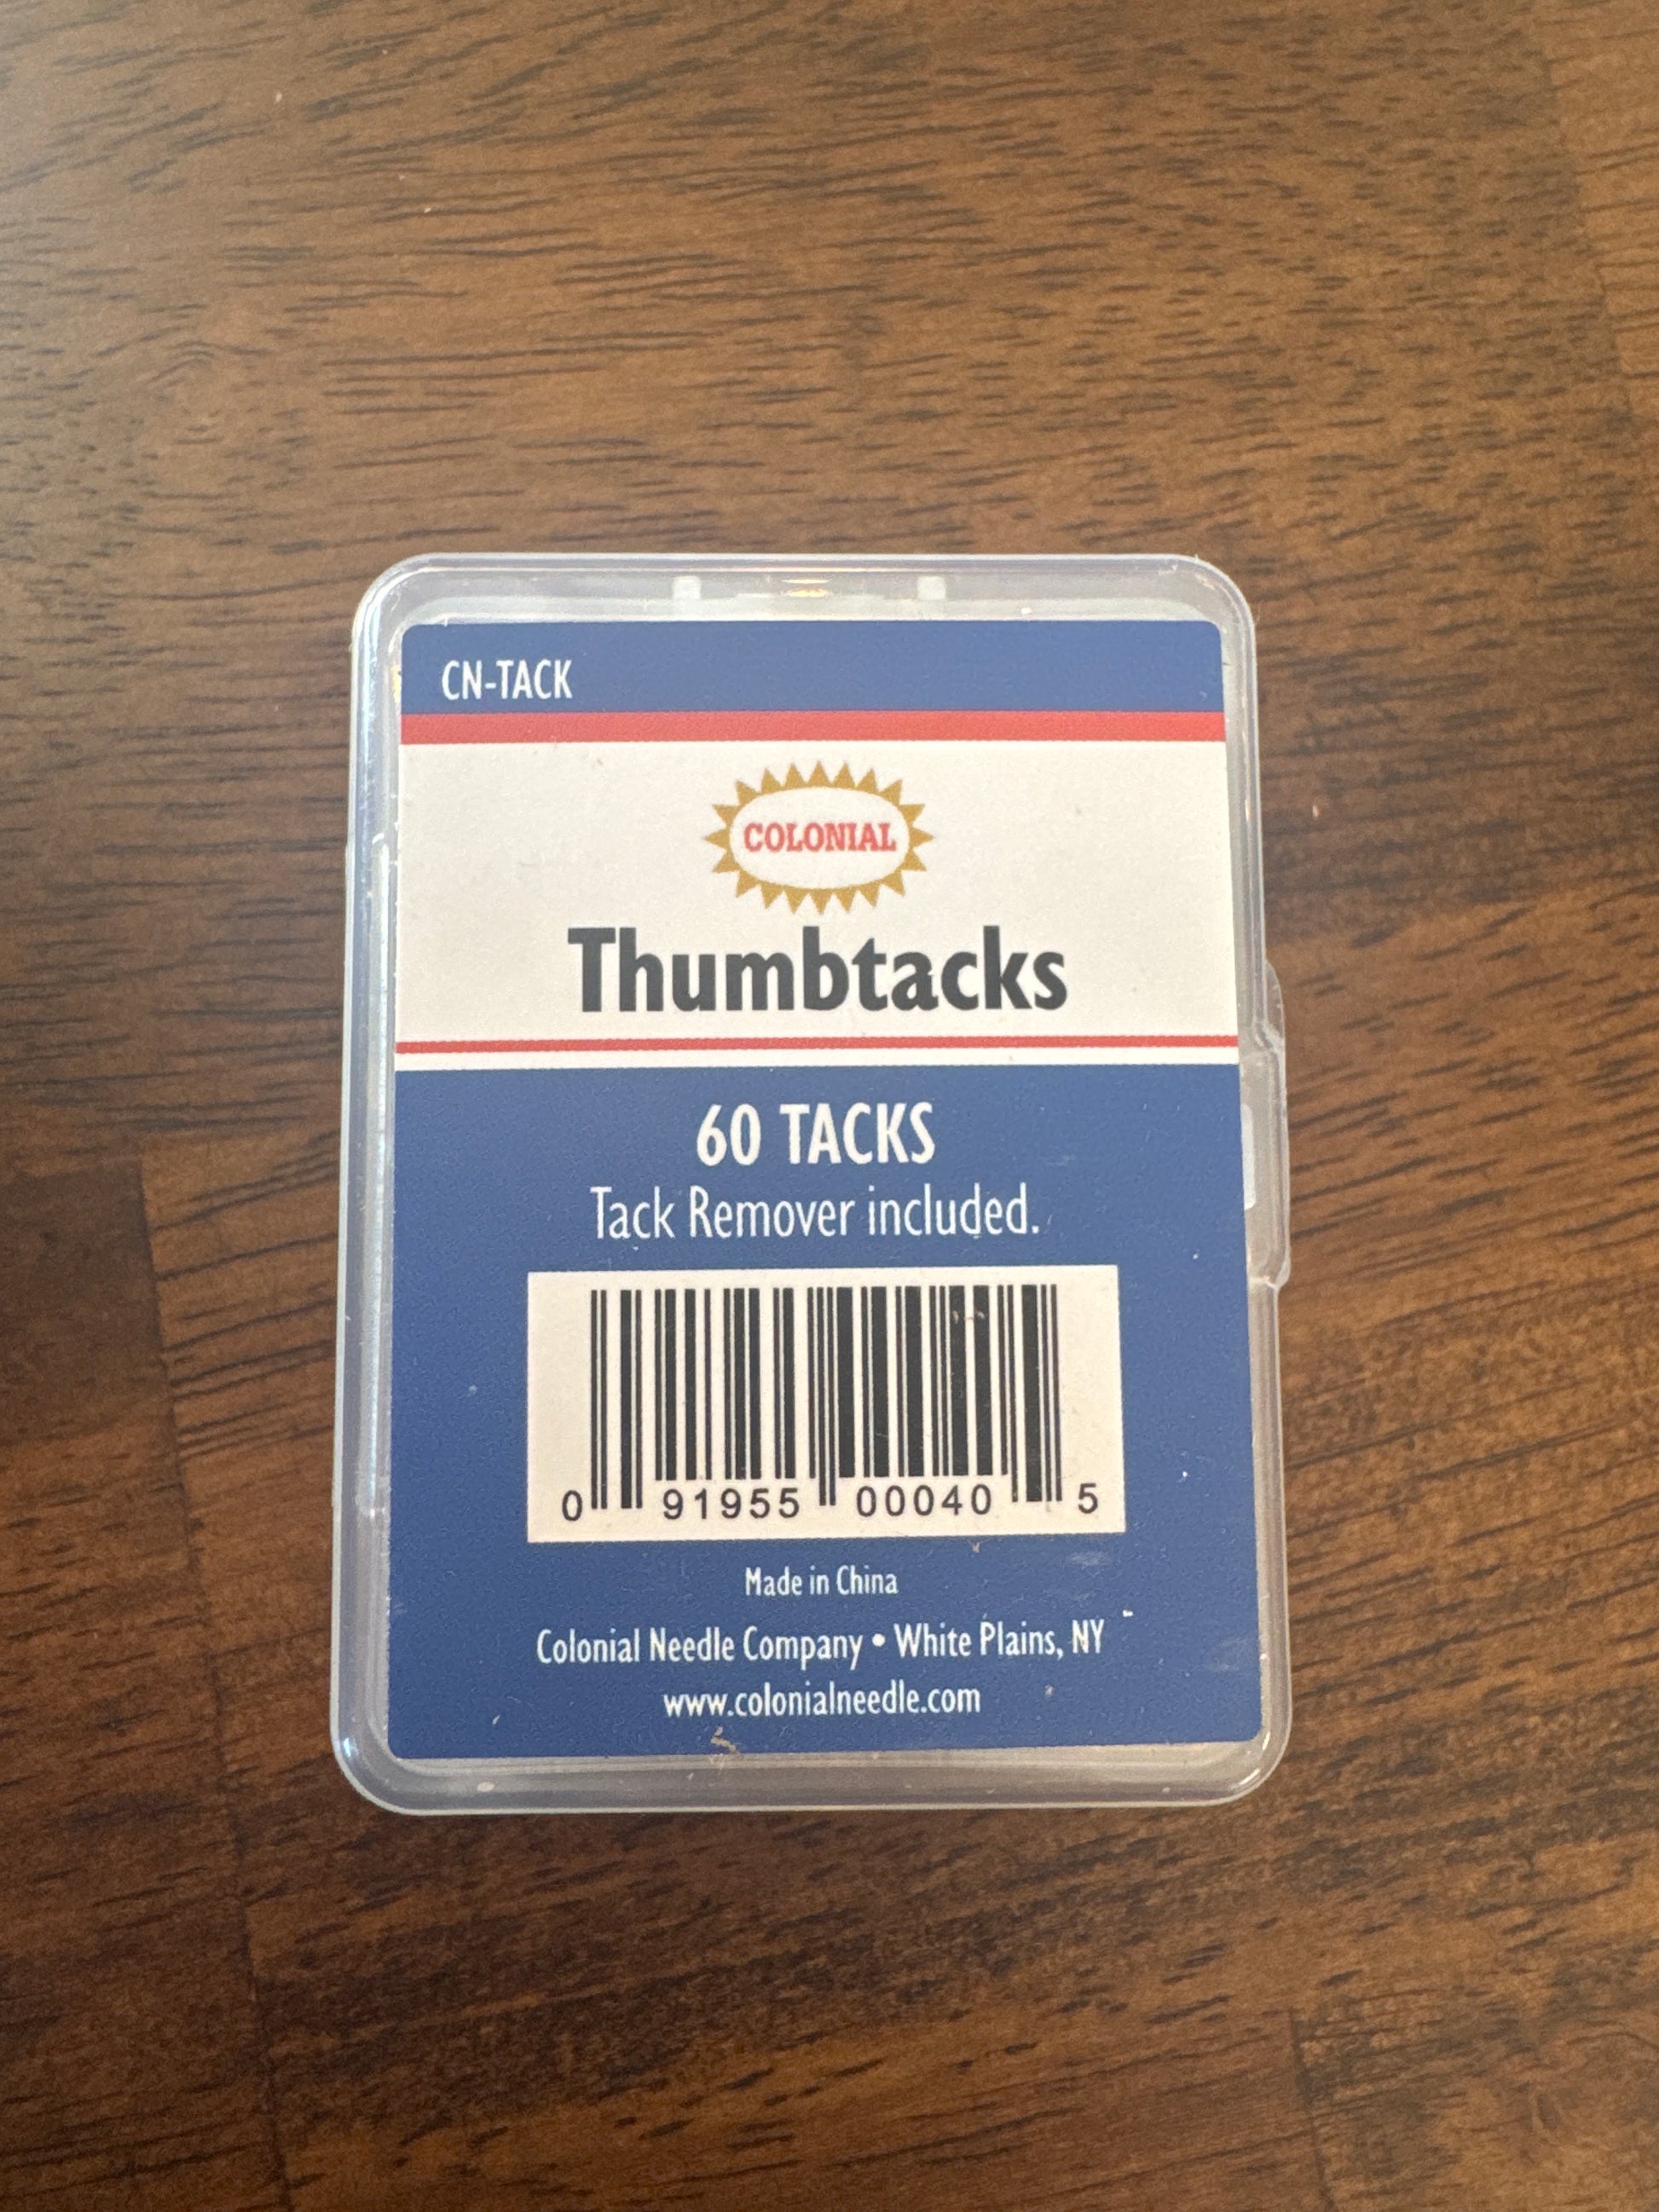 CN-TACK
COLONIAL
Thumbtacks
60 TACKS
Tack Remover included.
0 91955 00040 5
Made in China
Colonial Needle Company • White Plains, NY
www.colonialneedle.com